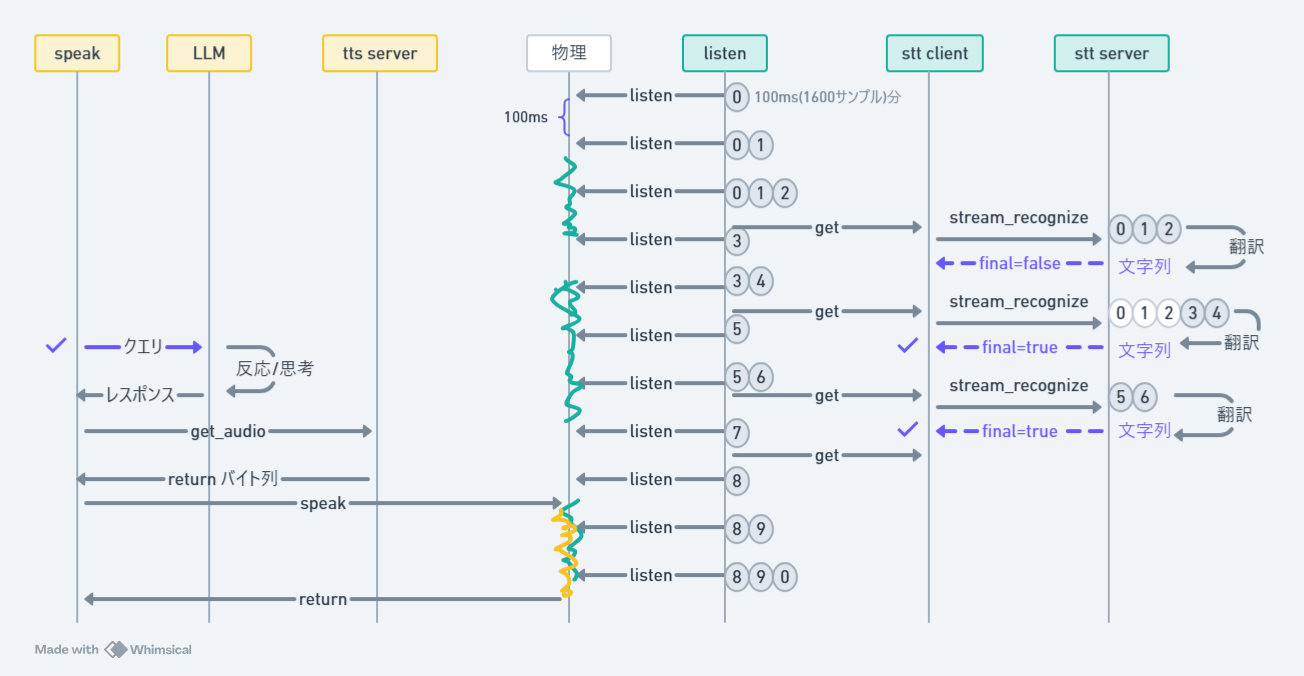 speak
LLM
tts server
物理
listen
stt client
stt server
listen
0
100ms(1600サンプル)分
100ms
listen
0 1
listen
0 1 2
stream_recognize
get
0 1 2
listen
3
翻訳
final=false
文字列
listen
3 4
stream_recognize
get
0 1 2 3 4
listen
5
クエリ
final=true
文字列
翻訳
反応/思考
listen
5 6
stream_recognize
レスポンス
get
5 6
翻訳
get_audio
listen
7
final=true
文字列
get
return バイト列
listen
8
speak
listen
8 9
listen
8 9 0
return
Made with Whimsical